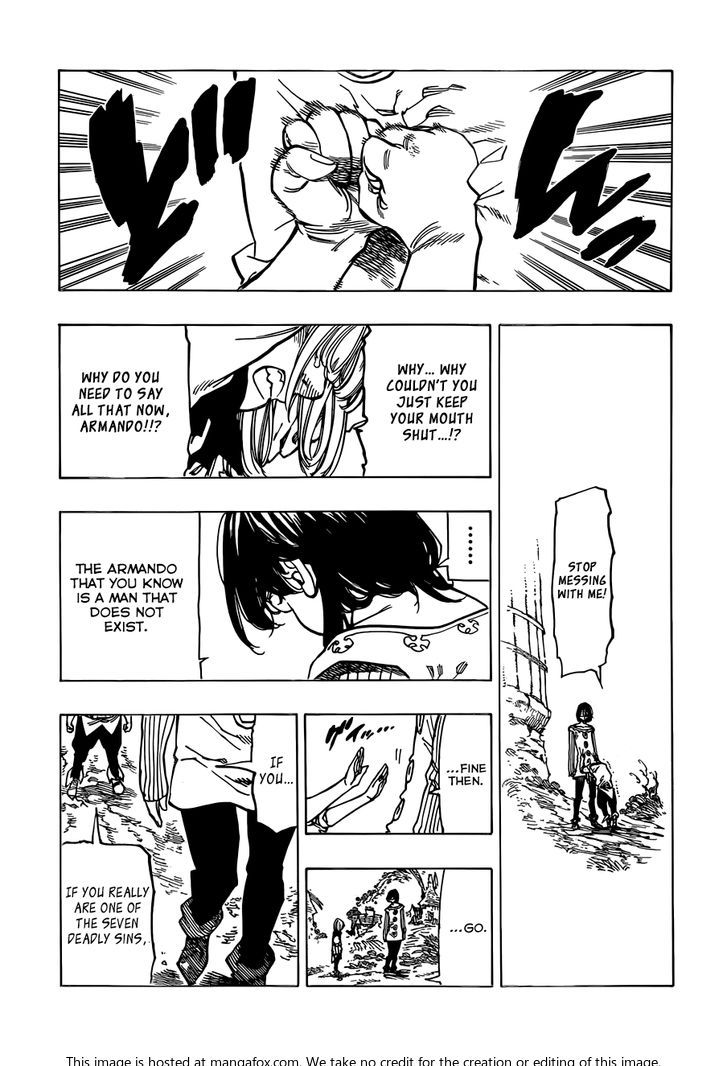 WHY... WHY
COULDN'T YOU
JUST KEEP
YOUR MOUTH
SHUT...!?
WHY DO YOU
NEED TO SAY
ALL THAT NOW,
ARMANDO!!?
STOP
MESSING
WITH ME!
........
THE ARMANDO
THAT YOU KNOW
IS A MAN THAT
DOES NOT
EXIST.
...FINE
THEN.
...GO.
IF
YOU...
IF YOU REALLY
ARE ONE OF
THE SEVEN
DEADLY SINS,
This image is hosted at mangafox.com. We take no credit for the creation or editing of this image.